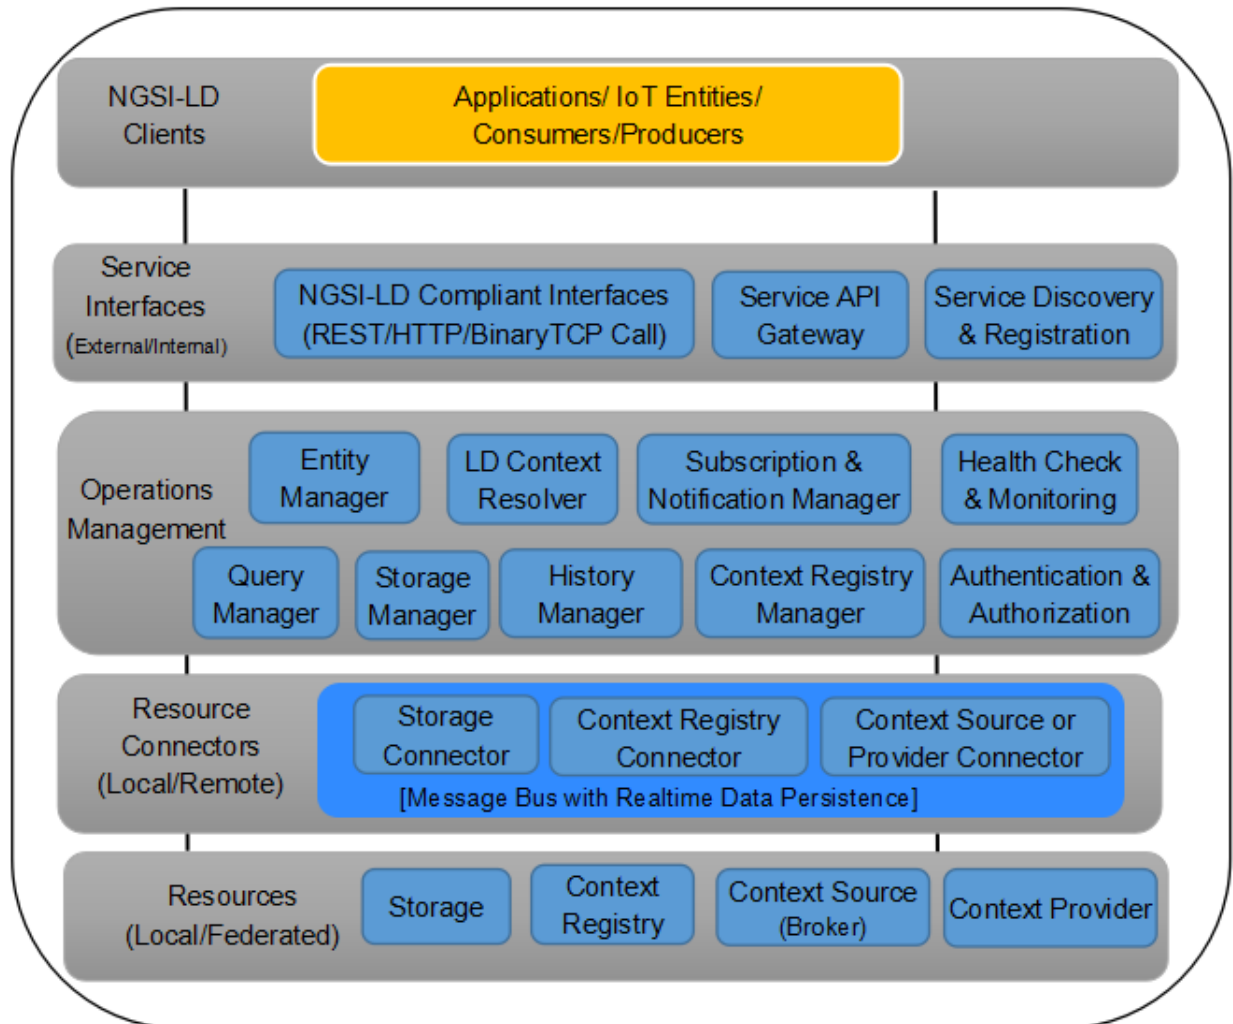 NGSI-LD
Clients
Applications/ IoT Entities/
Consumers/Producers
Service
Interfaces
(External/Internal)
NGSI-LD Compliant Interfaces
(REST/HTTP/BinaryTCP Call)
Service API
Gateway
Service Discovery
& Registration
Operations
Management
Entity
Manager
LD Context
Resolver
Subscription &
Notification Manager
Health Check
& Monitoring
Query
Manager
Storage
Manager
History
Manager
Context Registry
Manager
Authentication &
Authorization
Resource
Connectors
(Local/Remote)
Storage
Connector
Context Registry
Connector
Context Source or
Provider Connector
[Message Bus with Realtime Data Persistence]
Resources
(Local/Federated)
Storage
Context
Registry
Context Source
(Broker)
Context Provider